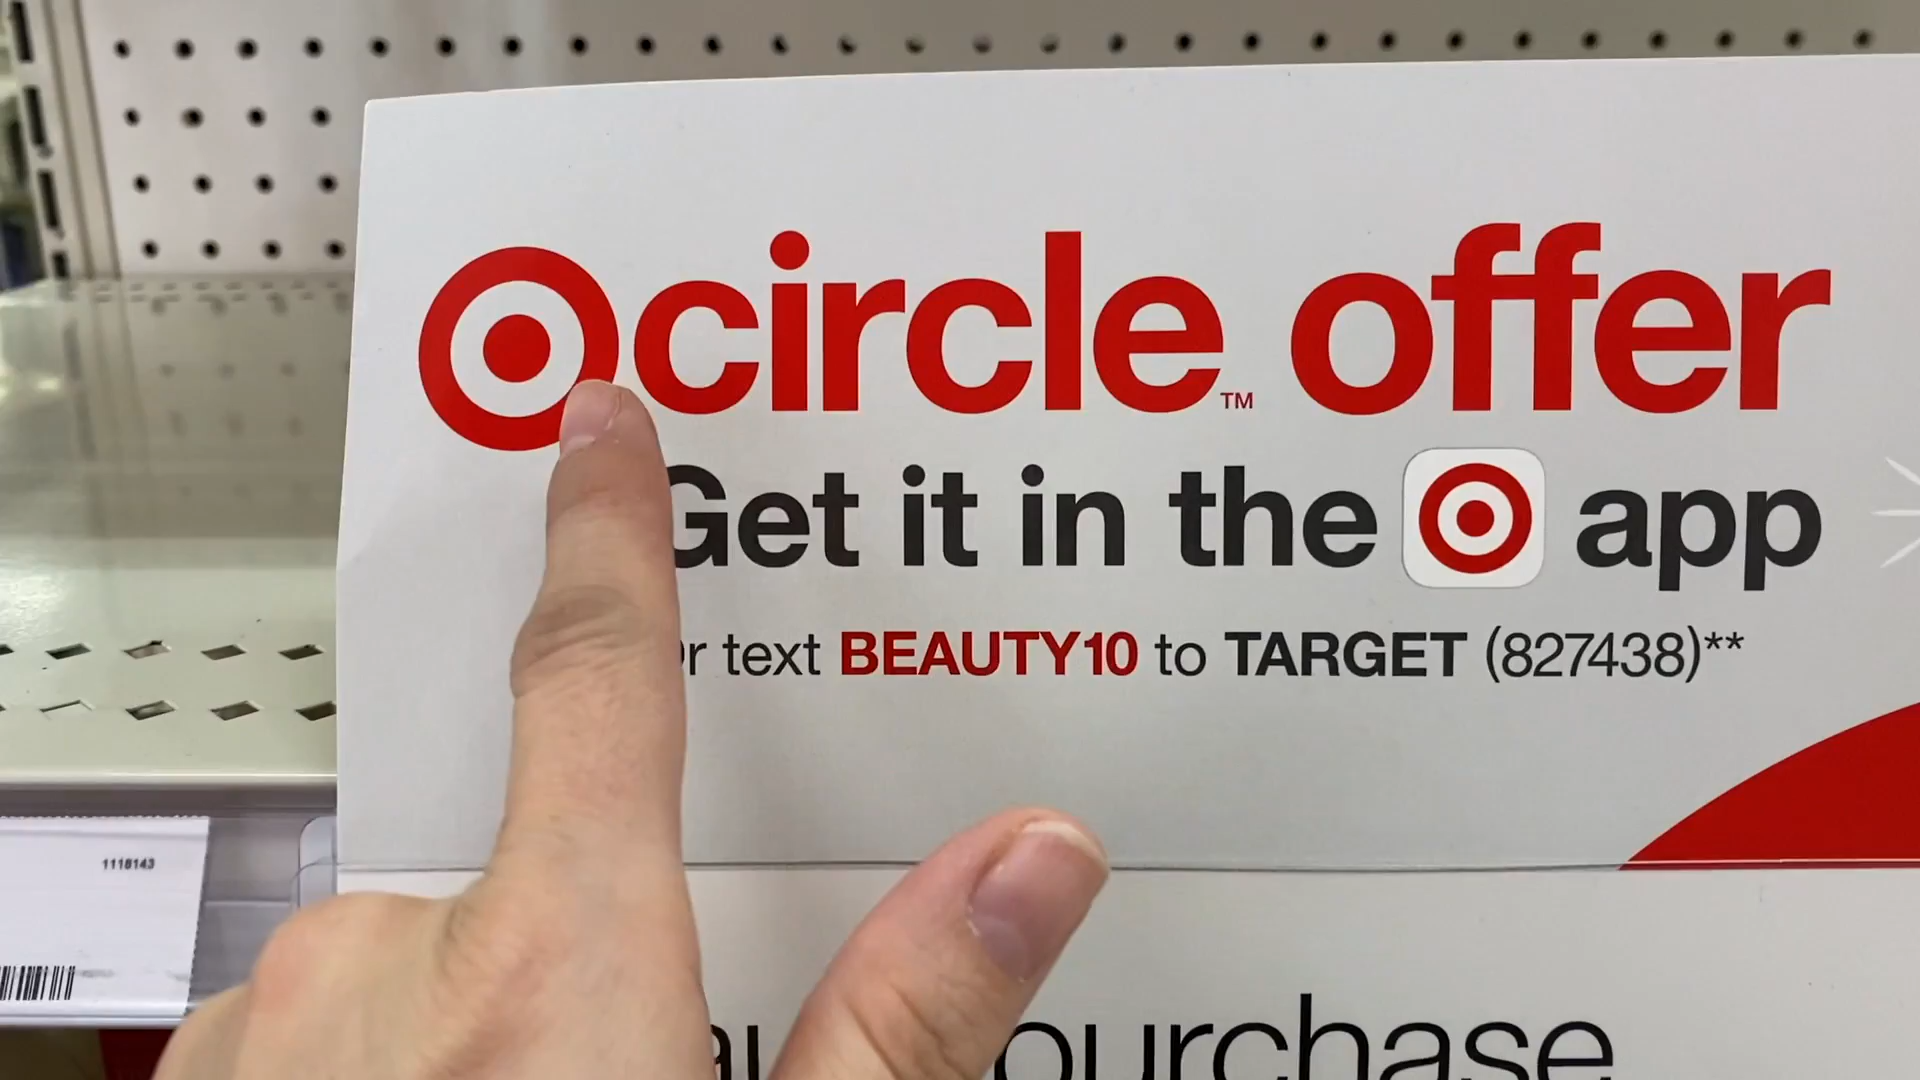 circle™ offer
Get it in the app
r text BEAUTY10 to TARGET (827438)**
1118143
purchase